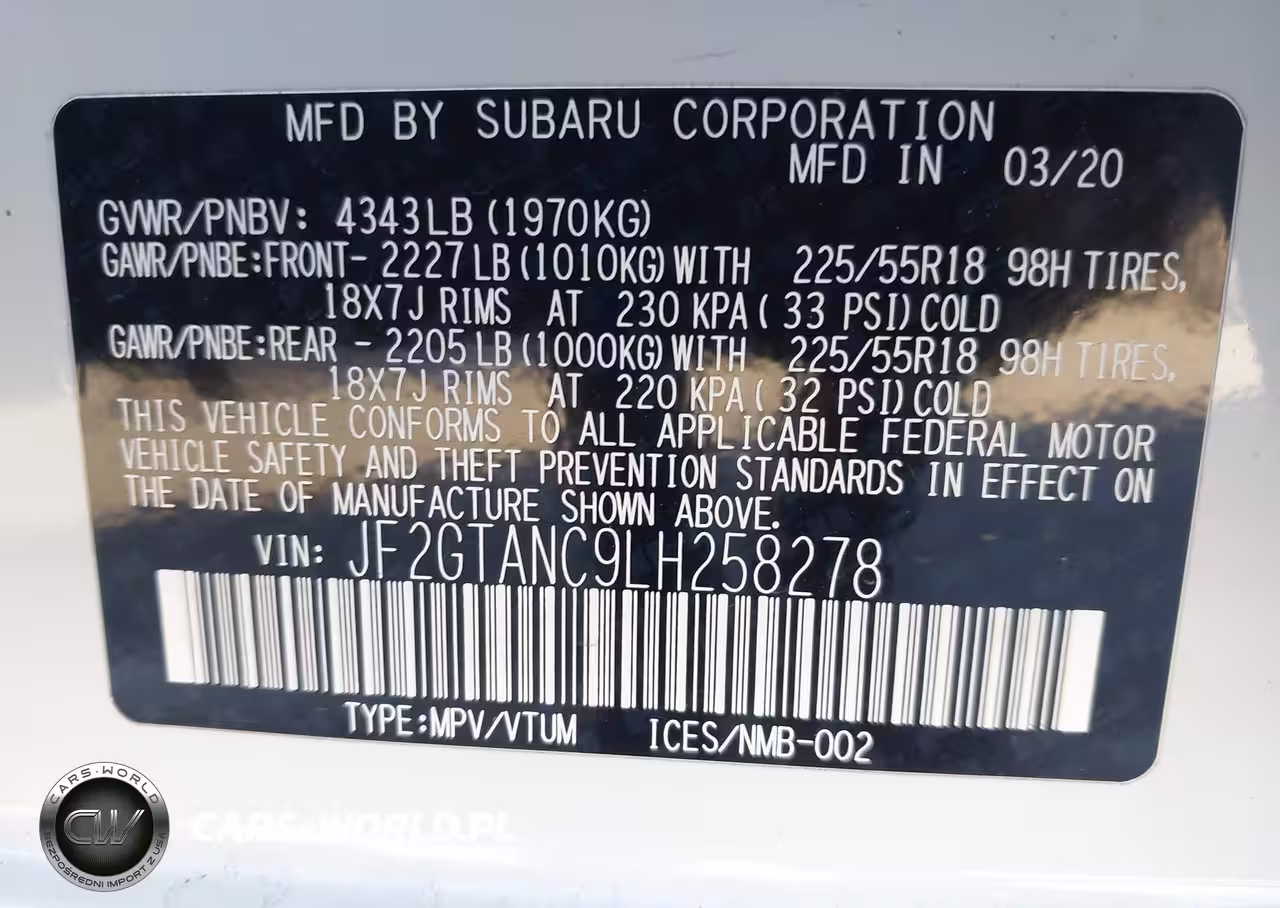 MFD BY SUBARU CORPORATION
MFD IN 03/20
GVWR/PNBV: 4343LB (1970KG)
GAWR/PNBE:FRONT- 2227 LB (1010KG) WITH 225/55R18 98H TIRES,
18X7J RIMS AT 230 KPA ( 33 PSI) COLD
GAWR/PNBE:REAR - 2205 LB (1000KG) WITH 225/55R18 98H TIRES,
18X7J RIMS AT 220 KPA ( 32 PSI) COLD
THIS VEHICLE CONFORMS TO ALL APPLICABLE FEDERAL MOTOR
VEHICLE SAFETY AND THEFT PREVENTION STANDARDS IN EFFECT ON
THE DATE OF MANUFACTURE SHOWN ABOVE.
VIN: JF2GTANC9LH258278
TYPE:MPV/VTUM ICES/NMB-002
CARS·WORLD
CW
BEZPOŚREDNI IMPORT Z USA
CARS-WORLD.PL